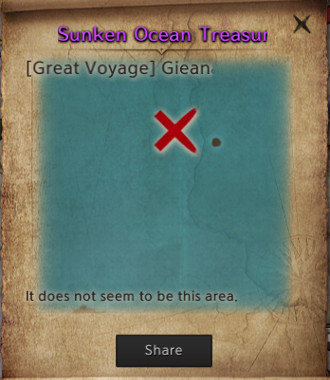 Sunken Ocean Treasur
[Great Voyage] Giean
It does not seem to be this area.
Share